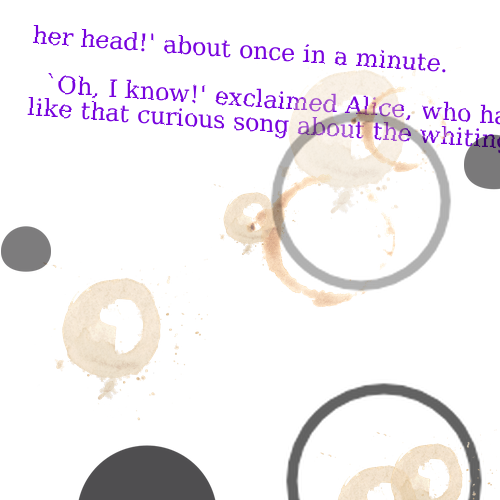 her head!' about once in a minute.
`Oh, I know!' exclaimed Alice, who ha
like that curious song about the whiting